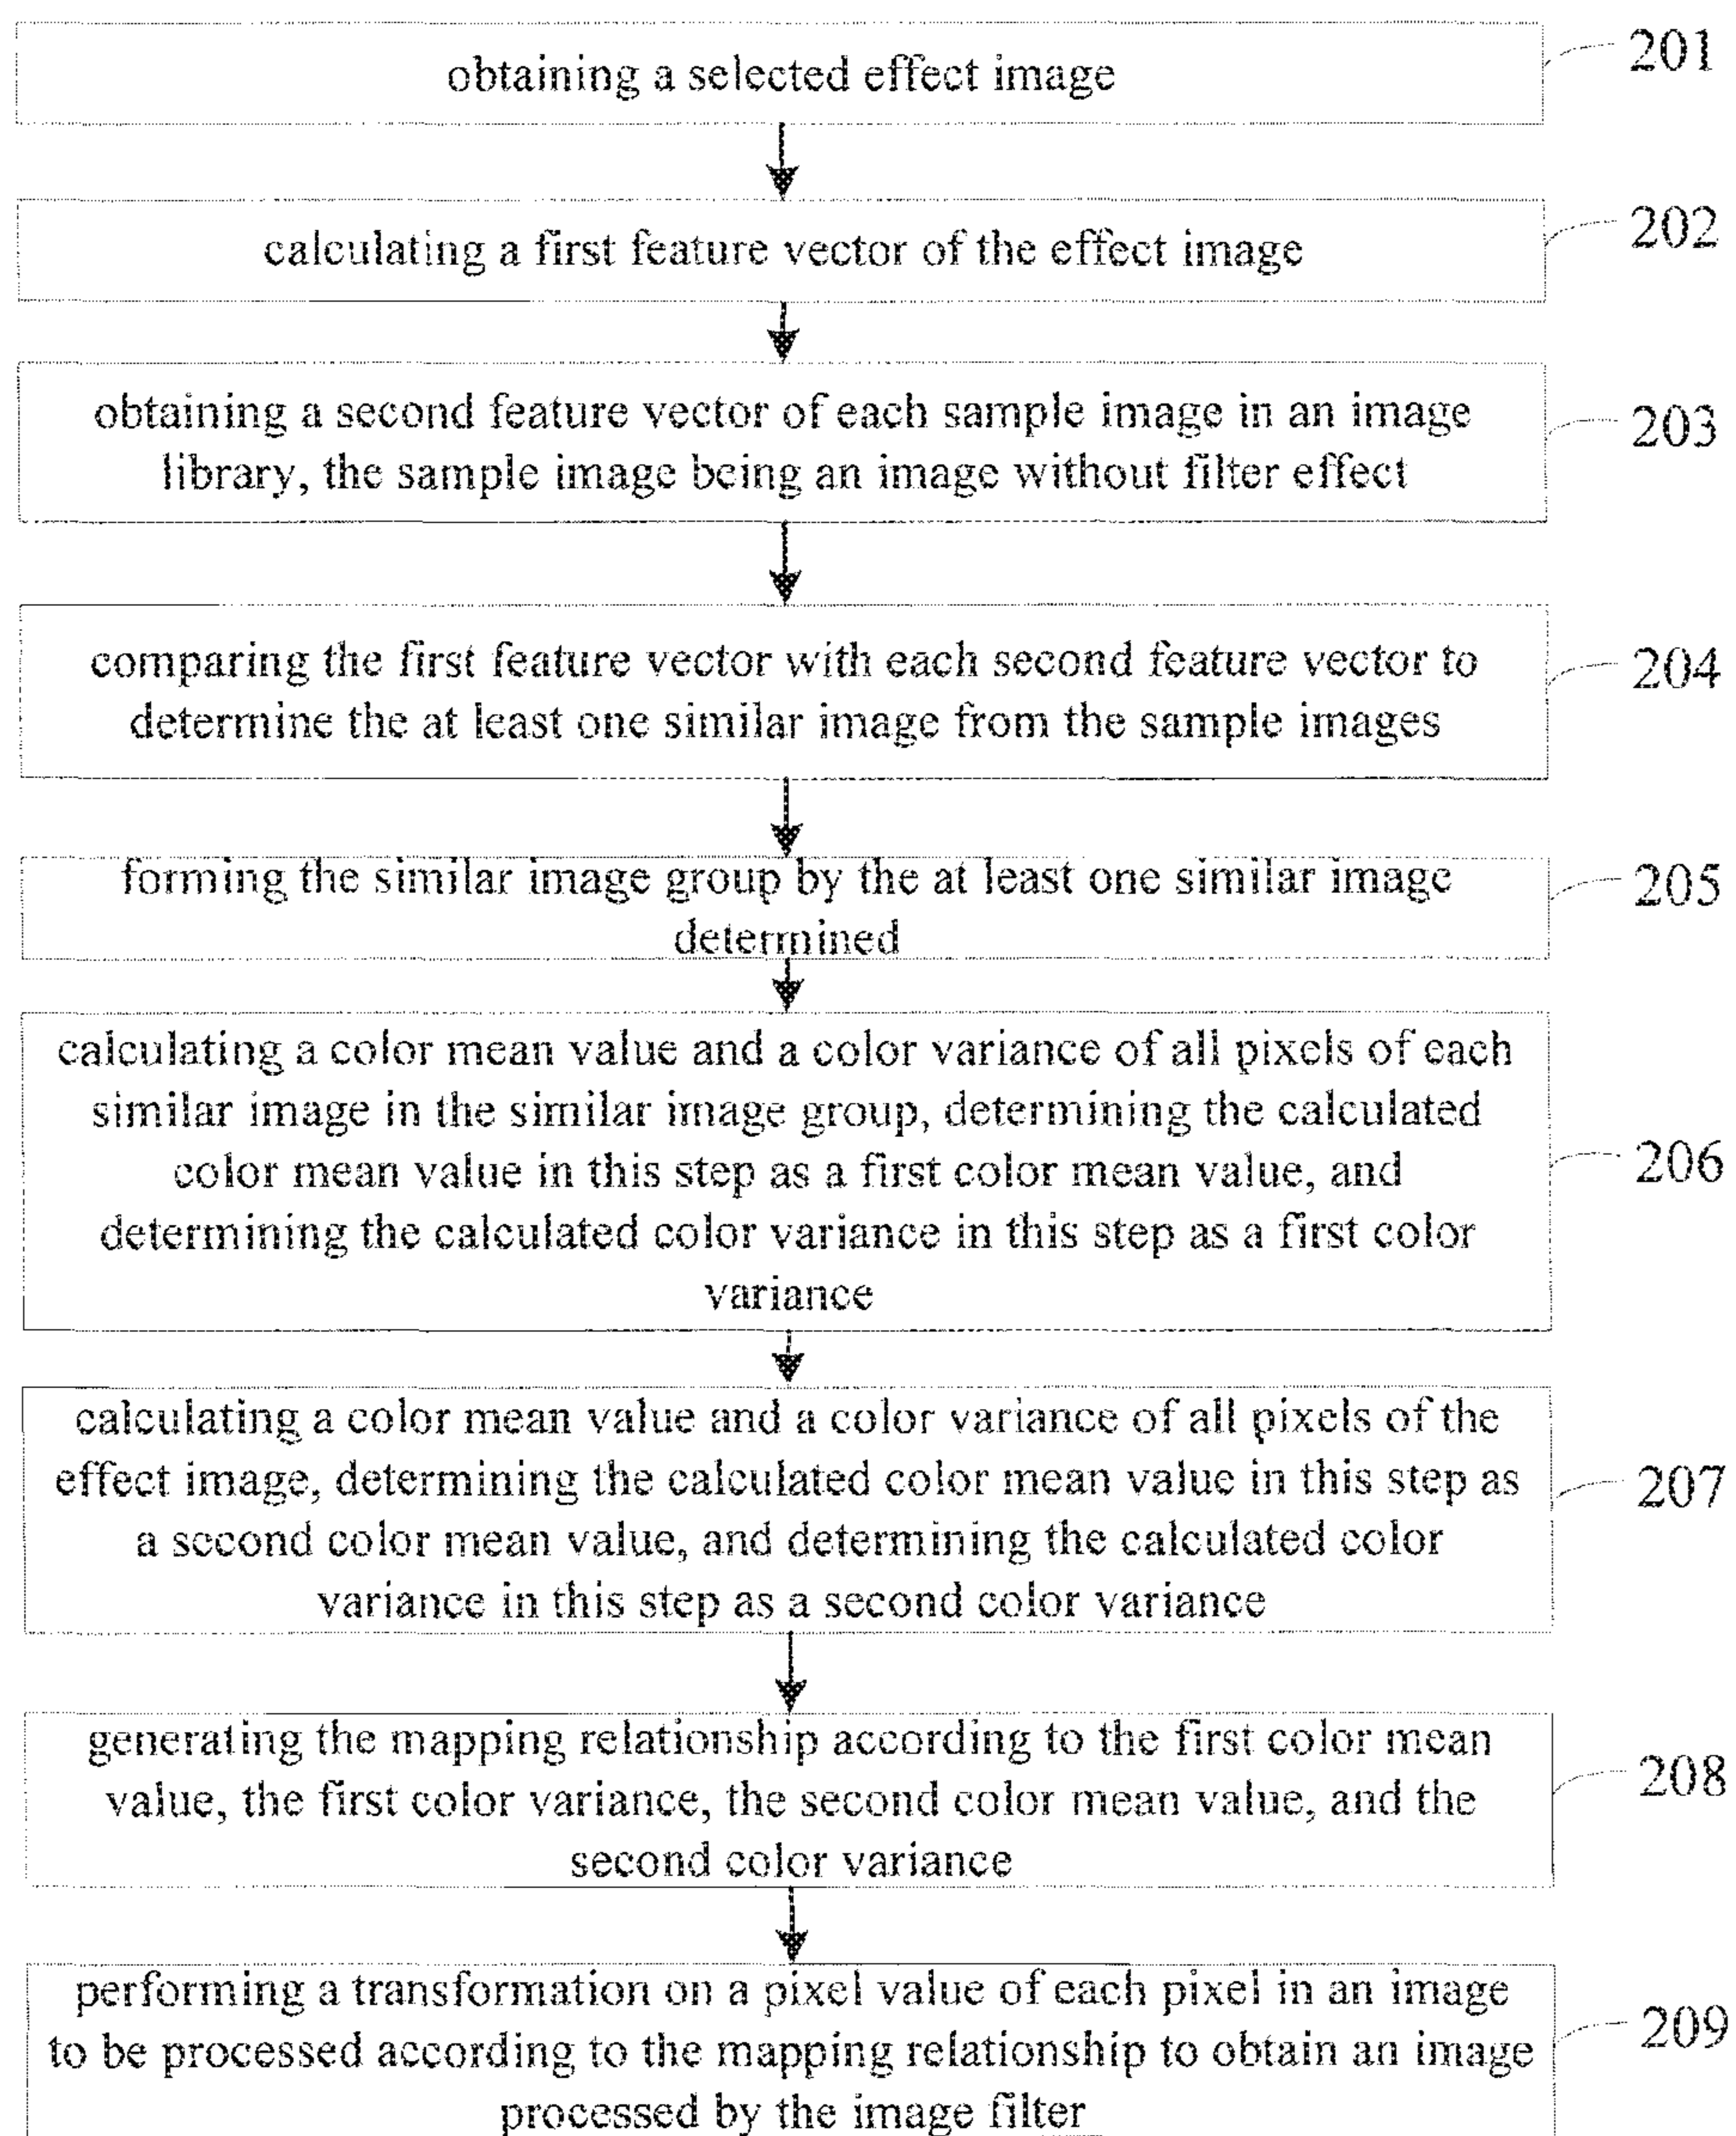 obtaining a selected effect image
201
calculating a first feature vector of the effect image
202
obtaining a second feature vector of each sample image in an image
library, the sample image being an image without filter effect
203
comparing the first feature vector with each second feature vector to
determine the at least one similar image from the sample images
204
forming the similar image group by the at least one similar image
determined
205
calculating a color mean value and a color variance of all pixels of each
similar image in the similar image group, determining the calculated
color mean value in this step as a first color mean value, and
determining the calculated color variance in this step as a first color
variance
206
calculating a color mean value and a color variance of all pixels of the
effect image, determining the calculated color mean value in this step as
a second color mean value, and determining the calculated color
variance in this step as a second color variance
207
generating the mapping relationship according to the first color mean
value, the first color variance, the second color mean value, and the
second color variance
208
performing a transformation on a pixel value of each pixel in an image
to be processed according to the mapping relationship to obtain an image
processed by the image filter
209